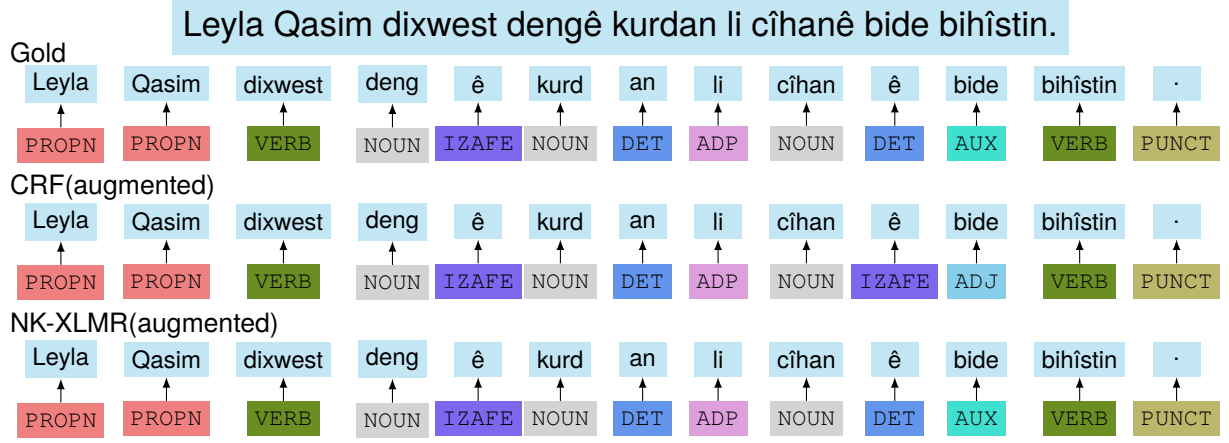 Leyla Qasim dixwest dengê kurdan li cîhanê bide bihîstin.
Gold
Leyla Qasim dixwest deng ê kurd an li cîhan ê bide bihîstin .
PROPN PROPN VERB NOUN IZAFE NOUN DET ADP NOUN DET AUX VERB PUNCT
CRF(augmented)
Leyla Qasim dixwest deng ê kurd an li cîhan ê bide bihîstin .
PROPN PROPN VERB NOUN IZAFE NOUN DET ADP NOUN IZAFE ADJ VERB PUNCT
NK-XLMR(augmented)
Leyla Qasim dixwest deng ê kurd an li cîhan ê bide bihîstin .
PROPN PROPN VERB NOUN IZAFE NOUN DET ADP NOUN DET AUX VERB PUNCT